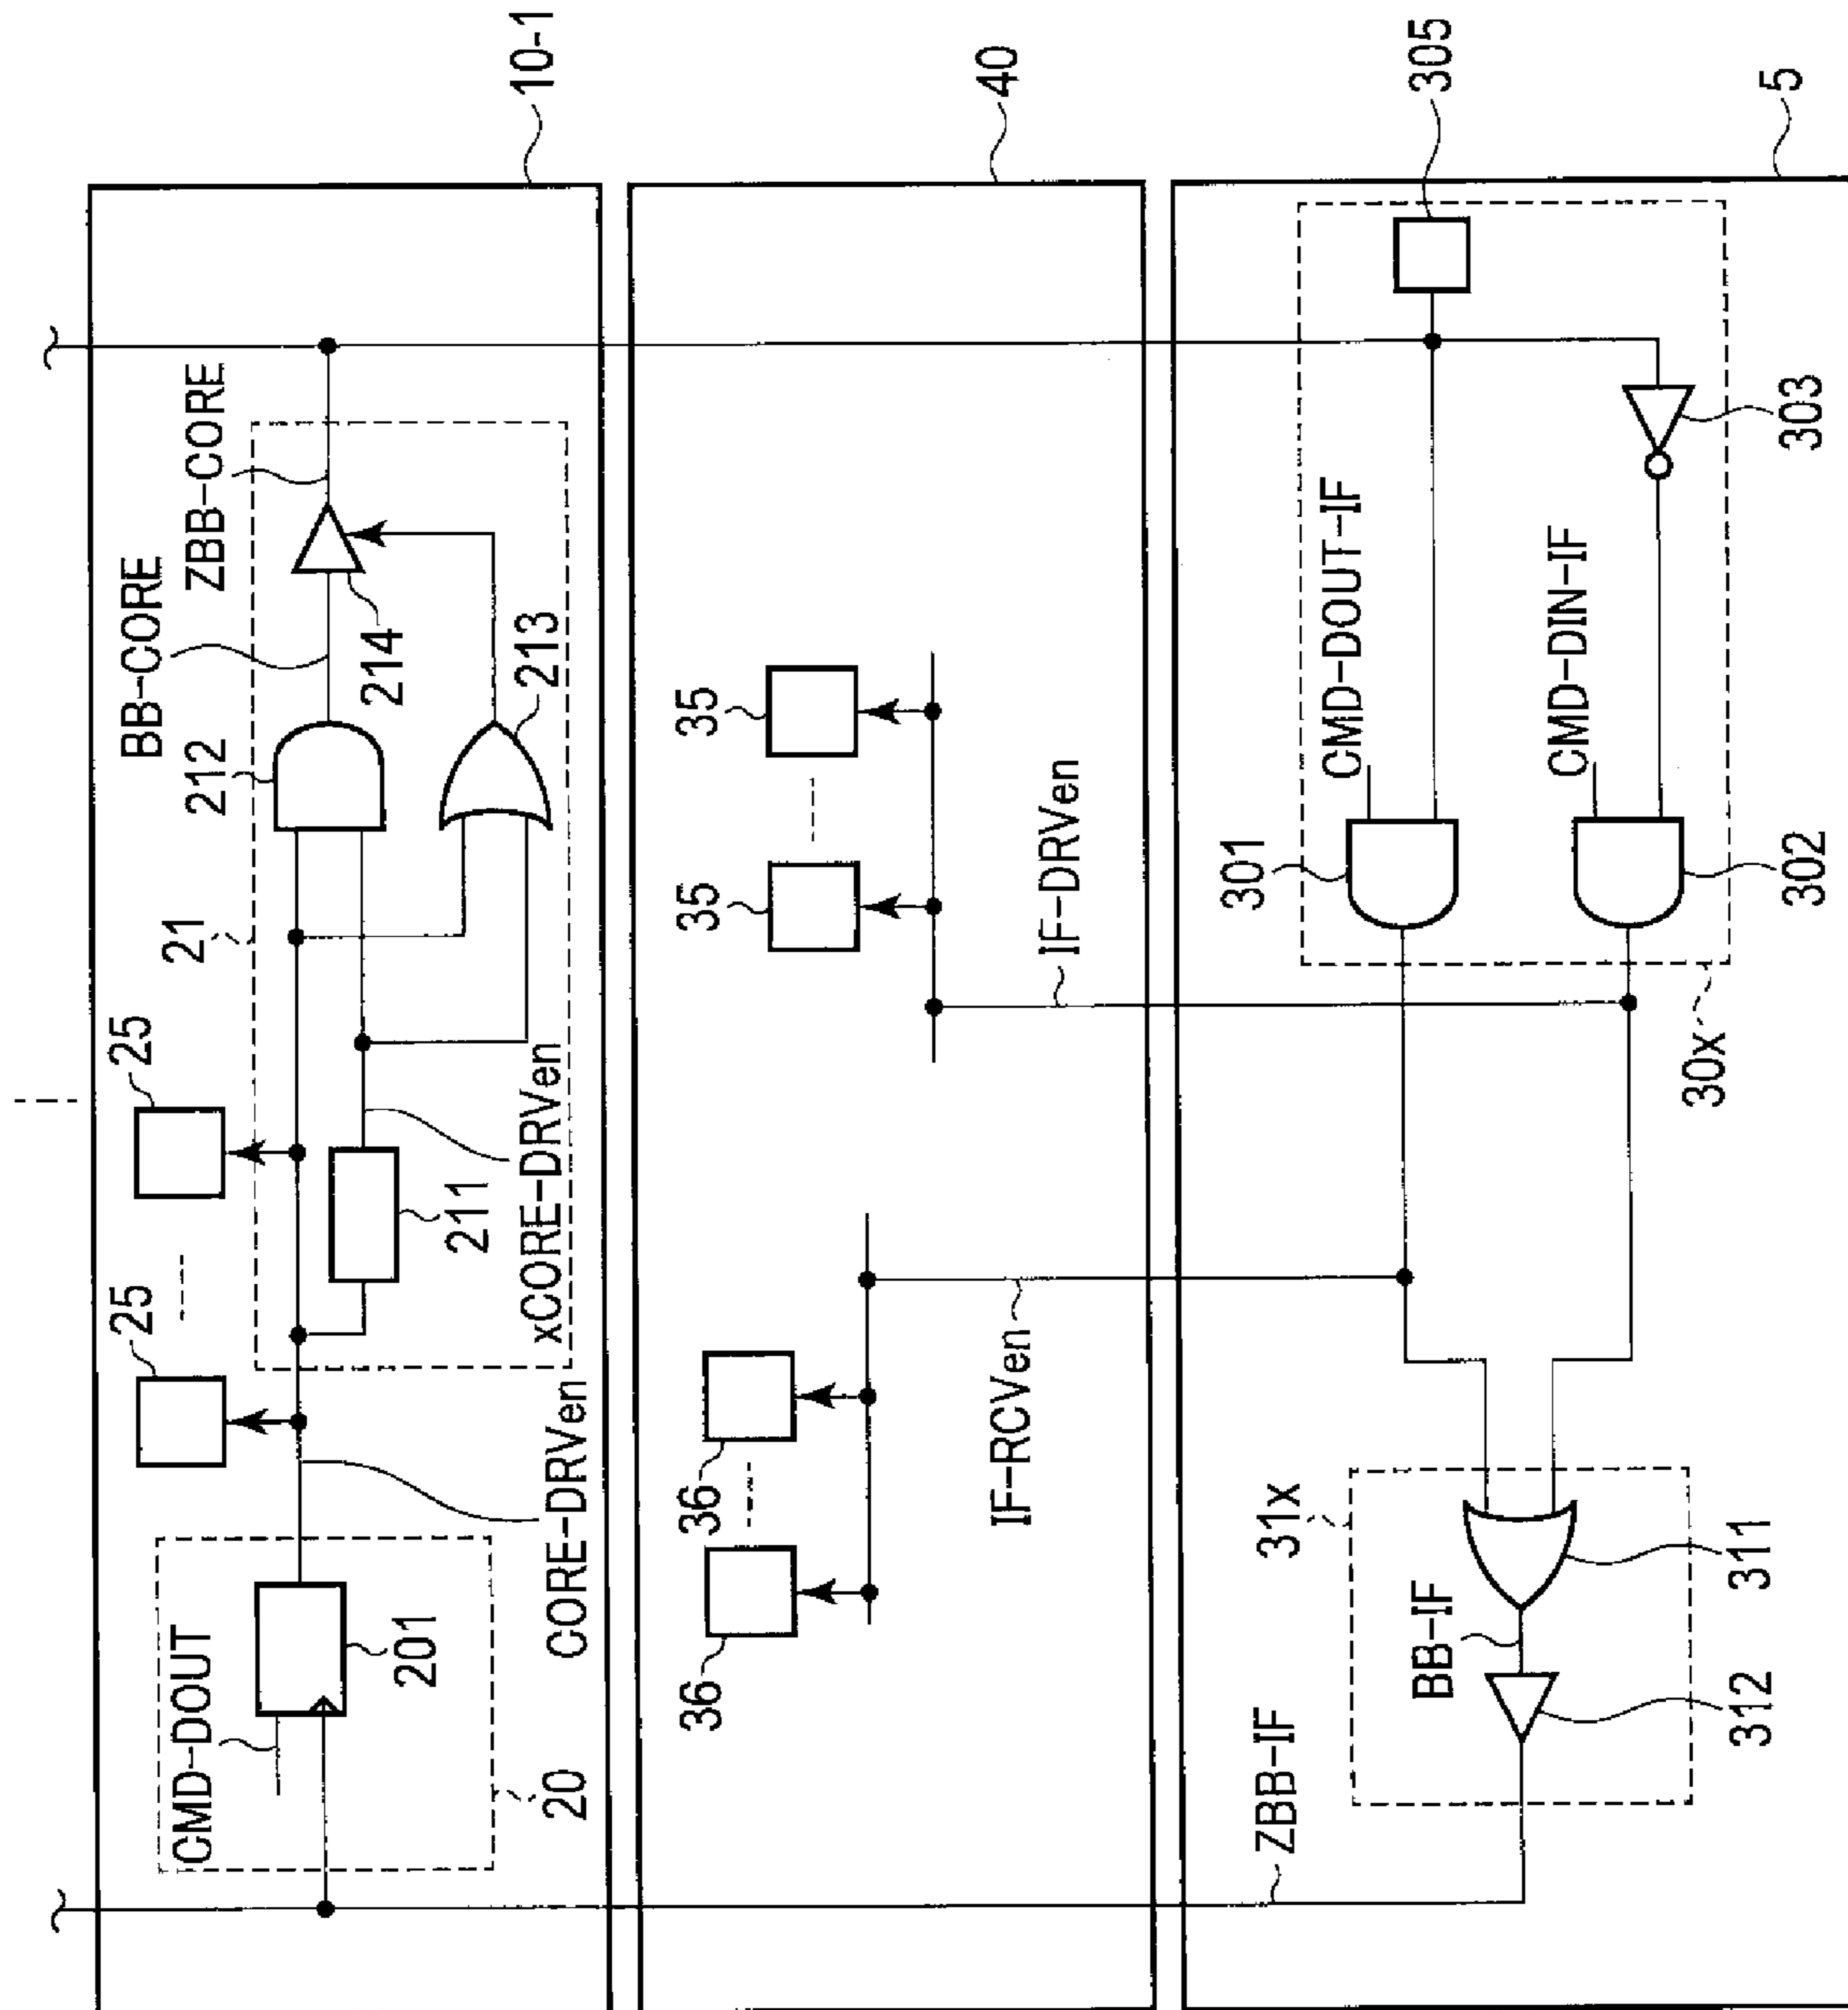 10-1
BB-CORE
ZBB-CORE
212
214
213
21
25
25
211
xCORE-DRVen
CORE-DRVen
CMD-DOUT
201
20
40
35
35
IF-DRVen
36
36
IF-RCVen
5
305
CMD-DOUT-IF
CMD-DIN-IF
303
301
302
30x
31x
311
BB-IF
312
ZBB-IF